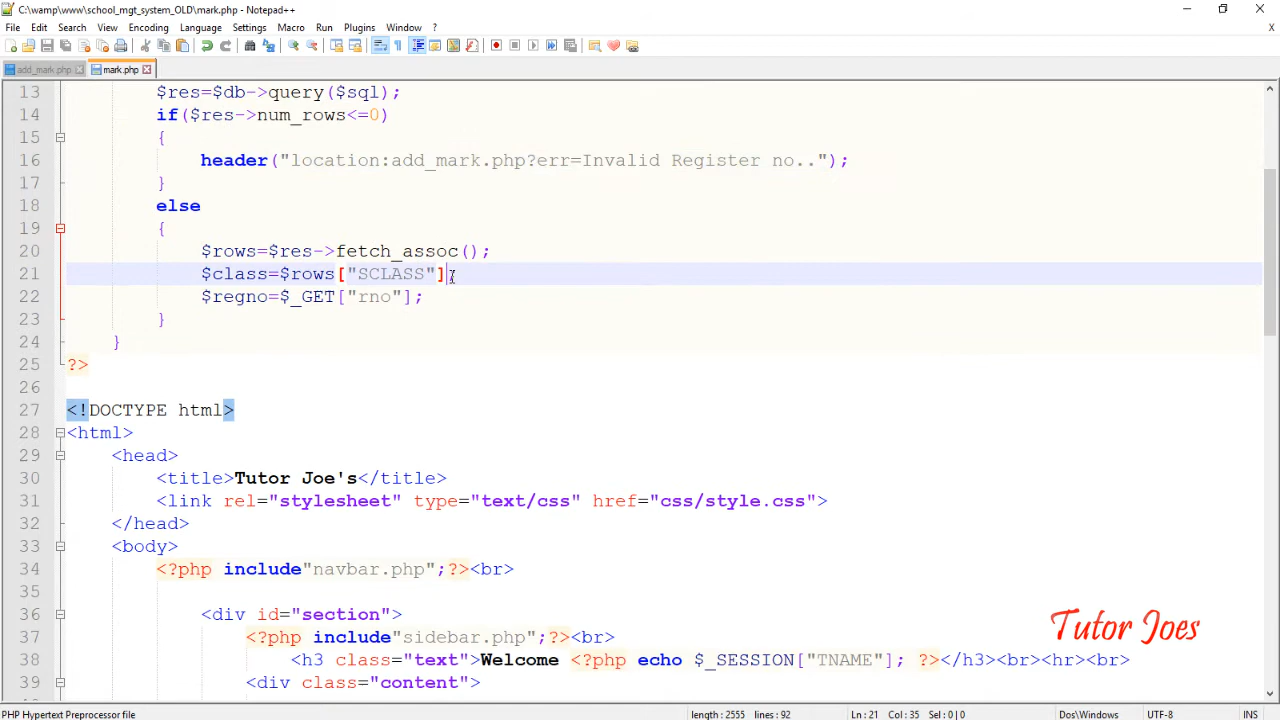 C:\wamp\www\school_mgt_system_OLD\mark.php - Notepad++
File Edit Search View Encoding Language Settings Macro Run Plugins Window ?
X
add_mark.php mark.php
13 $res=$db->query($sql);
14 if($res->num_rows<=0)
15 {
16 header("location:add_mark.php?err=Invalid Register no..");
17 }
18 else
19 {
20 $rows=$res->fetch_assoc();
21 $class=$rows["SCLASS"]
22 $regno=$_GET["rno"];
23 }
24 }
25 ?>
26
27 <!DOCTYPE html>
28 <html>
29 <head>
30 <title>Tutor Joe's</title>
31 <link rel="stylesheet" type="text/css" href="css/style.css">
32 </head>
33 <body>
34 <?php include"navbar.php";?><br>
35
36 <div id="section">
37 <?php include"sidebar.php";?><br>
38 <h3 class="text">Welcome <?php echo $_SESSION["TNAME"]; ?></h3><br><hr><br>
39 <div class="content">
Tutor Joes
PHP Hypertext Preprocessor file length : 2555 lines : 92 Ln : 21 Col : 35 Sel : 0 | 0 Dos\Windows UTF-8 INS